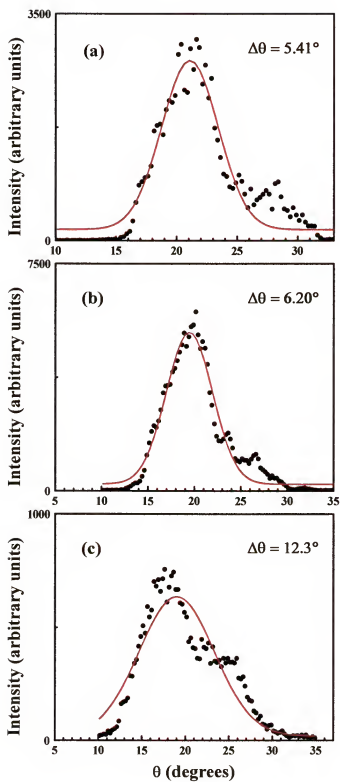 3500
(a)
Δθ = 5.41°
Intensity (arbitrary units)
0
10 15 20 25 30
7500
(b)
Δθ = 6.20°
Intensity (arbitrary units)
0
5 10 15 20 25 30 35
1000
(c)
Δθ = 12.3°
Intensity (arbitrary units)
0
5 10 15 20 25 30 35
θ (degrees)